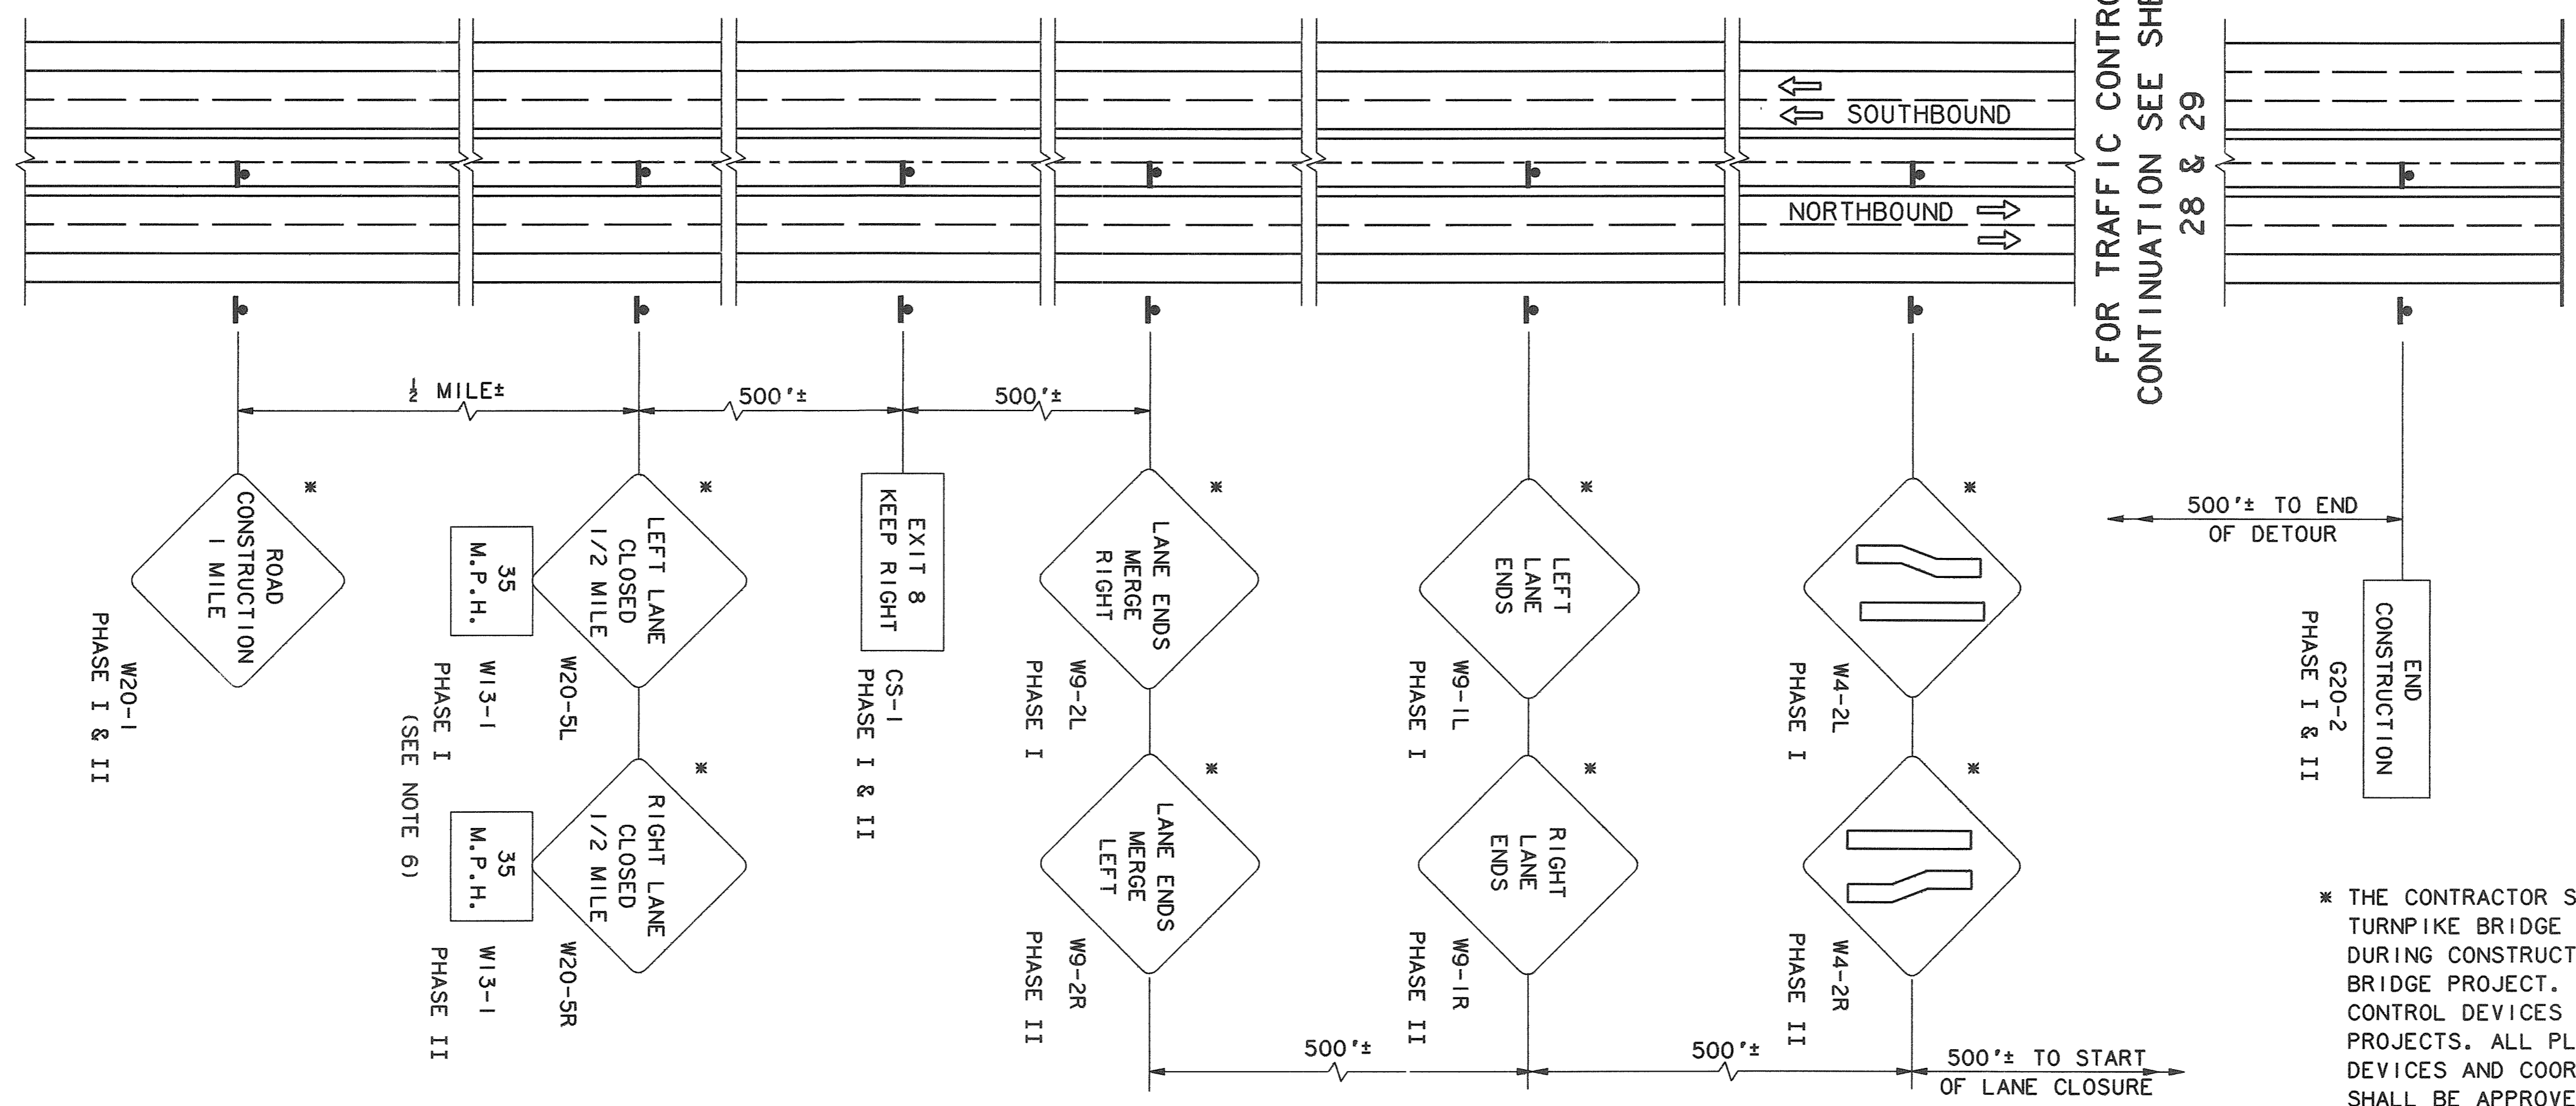 SOUTHBOUND
NORTHBOUND
FOR TRAFFIC
CONTINUATION SEE
28 & 29
1/2 MILE±
500'±
500'±
500'± TO END
OF DETOUR
*
ROAD
CONSTRUCTION
1 MILE
W20-1
PHASE I & II
*
LEFT LANE
CLOSED
1/2 MILE
35
M.P.H.
W20-5L
W13-1
PHASE I
(SEE NOTE 6)
*
RIGHT LANE
CLOSED
1/2 MILE
35
M.P.H.
W20-5R
W13-1
PHASE II
EXIT 8
KEEP RIGHT
CS-1
PHASE I & II
*
LANE ENDS
MERGE
RIGHT
W9-2L
PHASE I
*
LANE ENDS
MERGE
LEFT
W9-2R
PHASE II
*
LEFT
LANE
ENDS
W9-1L
PHASE I
*
RIGHT
LANE
ENDS
W9-1R
PHASE II
*
W4-2L
PHASE I
*
W4-2R
PHASE II
END
CONSTRUCTION
G20-2
PHASE I & II
500'±
500'±
500'± TO START
OF LANE CLOSURE
* THE CONTRACTOR
TURNPIKE BRIDGE
DURING
BRIDGE PROJECT.
CONTROL DEVICES
PROJECTS. ALL
DEVICES AND
SHALL BE